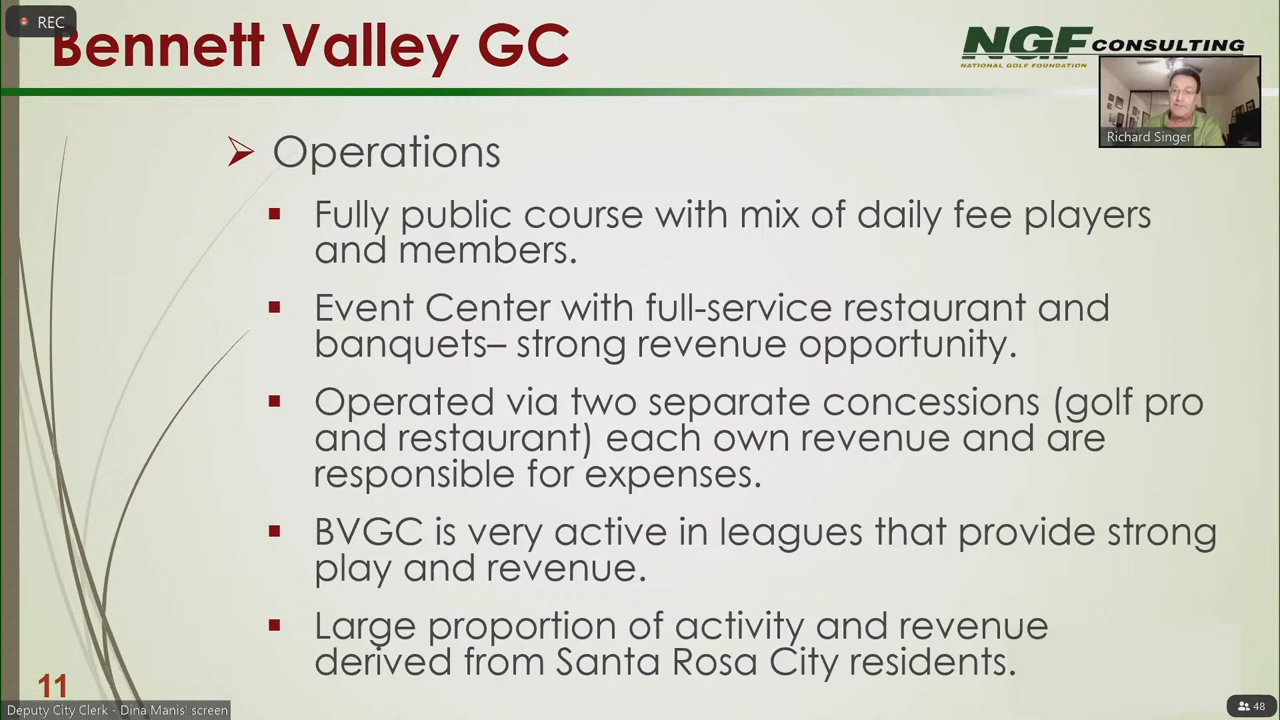 REC
Bennett Valley GC
NGF CONSULTING
NATIONAL GOLF FOUNDATION
Richard Singer
Operations
Fully public course with mix of daily fee players
and members.
Event Center with full-service restaurant and
banquets– strong revenue opportunity.
Operated via two separate concessions (golf pro
and restaurant) each own revenue and are
responsible for expenses.
BVGC is very active in leagues that provide strong
play and revenue.
Large proportion of activity and revenue
derived from Santa Rosa City residents.
11
Deputy City Clerk - Dina Manis' screen
48